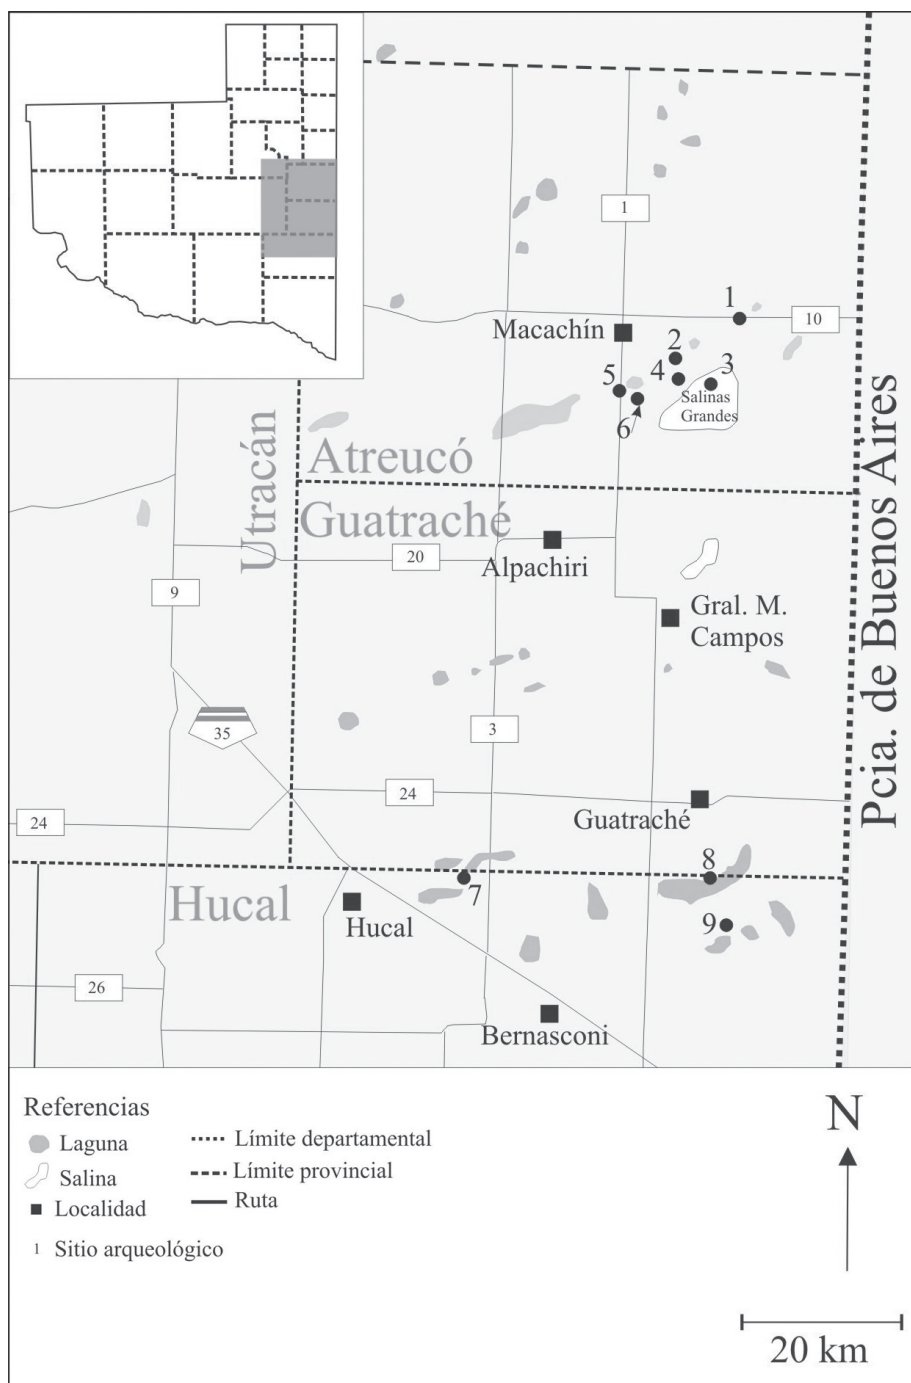 1
1
10
Macachín
2
5
4
3
Salinas
Grandes
6
Utracán
Atreucó
Guatraché
Pcia. de Buenos Aires
20
Alpachiri
9
Gral. M.
Campos
35
3
24
24
Guatraché
8
7
Hucal
Hucal
9
26
Bernasconi
Referencias
Laguna
Salina
Localidad
1 Sitio arqueológico
Límite departamental
Límite provincial
Ruta
N
20 km